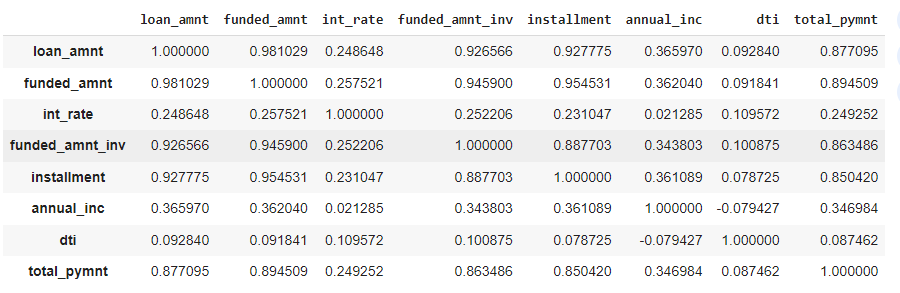 loan_amnt funded_amnt int_rate funded_amnt_inv installment annual_inc dti total_pymnt
loan_amnt 1.000000 0.981029 0.248648 0.926566 0.927775 0.365970 0.092840 0.877095
funded_amnt 0.981029 1.000000 0.257521 0.945900 0.954531 0.362040 0.091841 0.894509
int_rate 0.248648 0.257521 1.000000 0.252206 0.231047 0.021285 0.109572 0.249252
funded_amnt_inv 0.926566 0.945900 0.252206 1.000000 0.887703 0.343803 0.100875 0.863486
installment 0.927775 0.954531 0.231047 0.887703 1.000000 0.361089 0.078725 0.850420
annual_inc 0.365970 0.362040 0.021285 0.343803 0.361089 1.000000 -0.079427 0.346984
dti 0.092840 0.091841 0.109572 0.100875 0.078725 -0.079427 1.000000 0.087462
total_pymnt 0.877095 0.894509 0.249252 0.863486 0.850420 0.346984 0.087462 1.000000